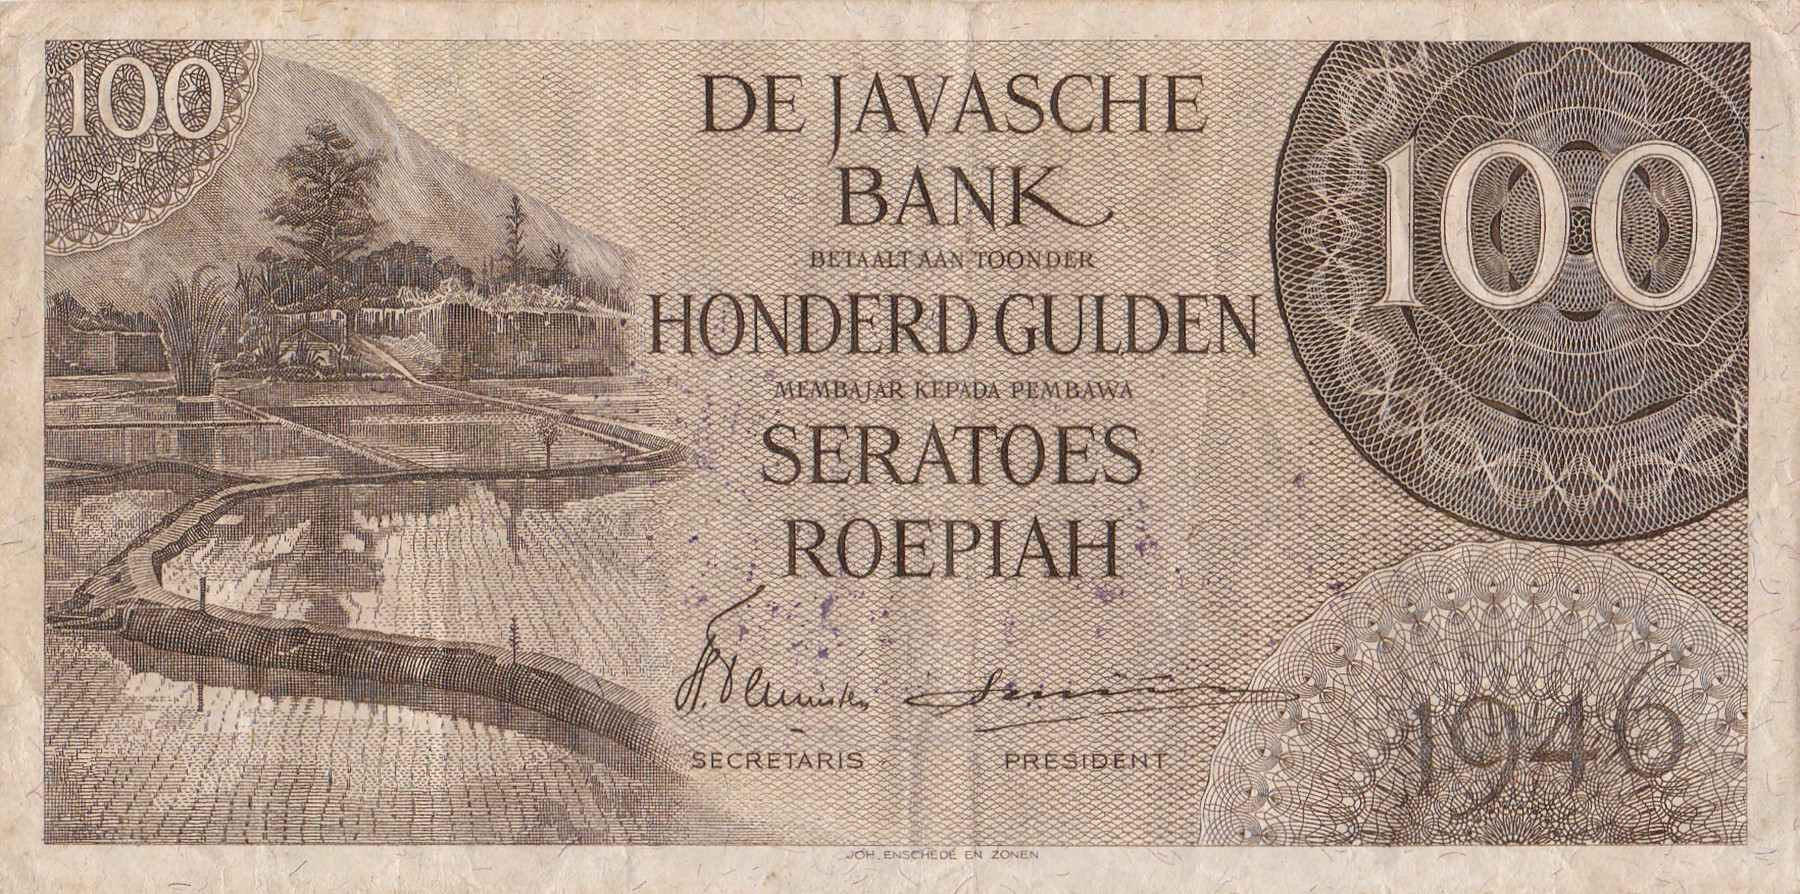 100
DE JAVASCHE
BANK
BETAALT AAN TOONDER
HONDERD GULDEN
MEMBAJAR KEPADA PEMBAWA
SERATOES
ROEPIAH
100
SECRETARIS
PRESIDENT
1946
JOH. ENSCHEDÉ EN ZONEN